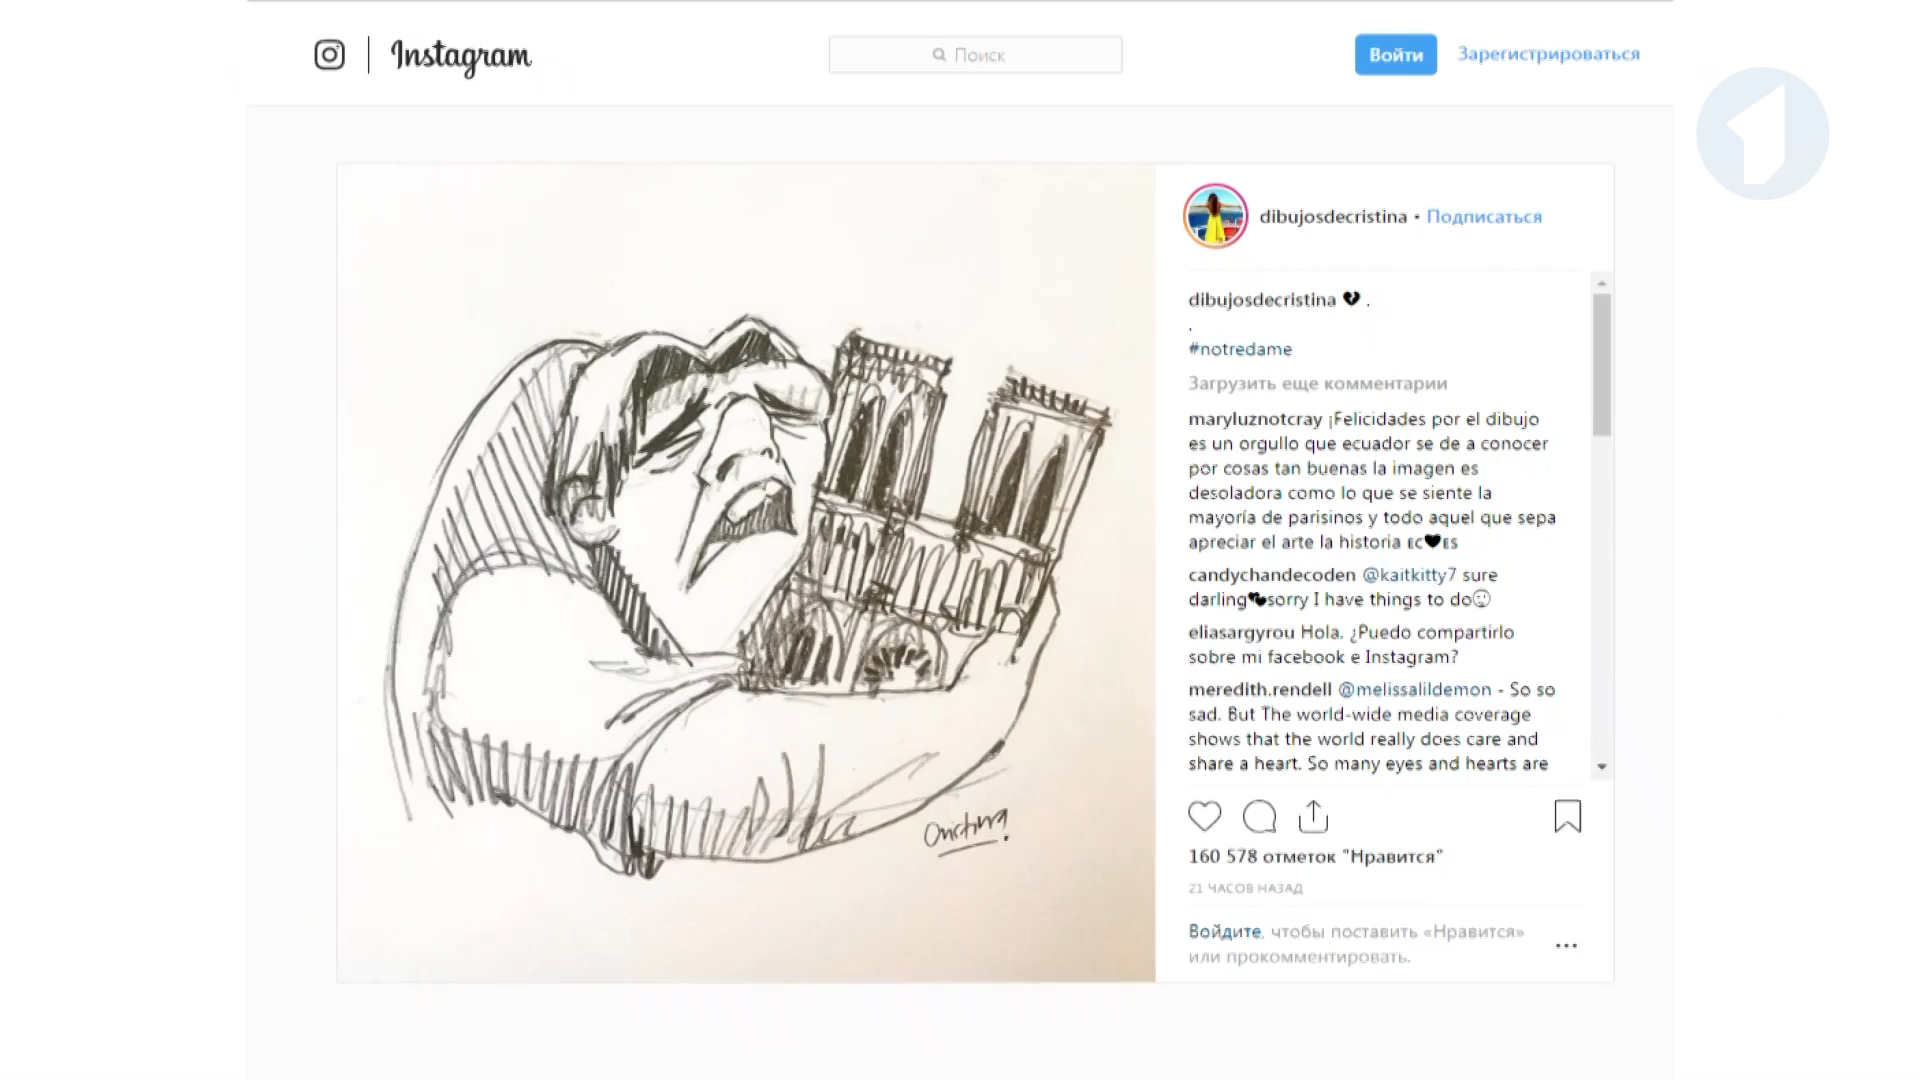 Instagram
Поиск
Войти
Зарегистрироваться
dibujosdecristina • Подписаться
dibujosdecristina 💔 .
.
#notredame
Загрузить еще комментарии
maryluznotcray ¡Felicidades por el dibujo
es un orgullo que ecuador se de a conocer
por cosas tan buenas la imagen es
desoladora como lo que se siente la
mayoría de parisinos y todo aquel que sepa
apreciar el arte la historia EC🖤ES
candychandecoden @kaitkitty7 sure
darling💕sorry I have things to do
eliasargyrou Hola. ¿Puedo compartirlo
sobre mi facebook e Instagram?
meredith.rendell @melissalildemon - So so
sad. But The world-wide media coverage
shows that the world really does care and
share a heart. So many eyes and hearts are
160 578 отметок "Нравится"
21 ЧАСОВ НАЗАД
Войдите, чтобы поставить «Нравится»
или прокомментировать.
Cristina
1